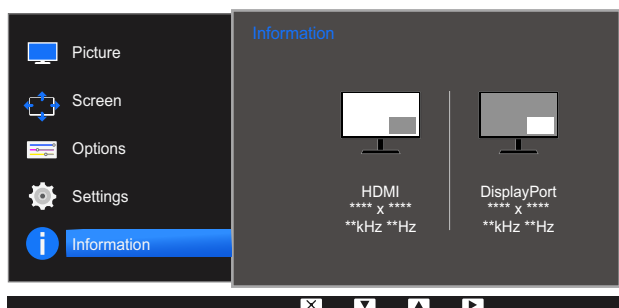 Picture
Screen
Options
Settings
Information
Information
HDMI
**** x ****
**kHz **Hz
DisplayPort
**** x ****
**kHz **Hz